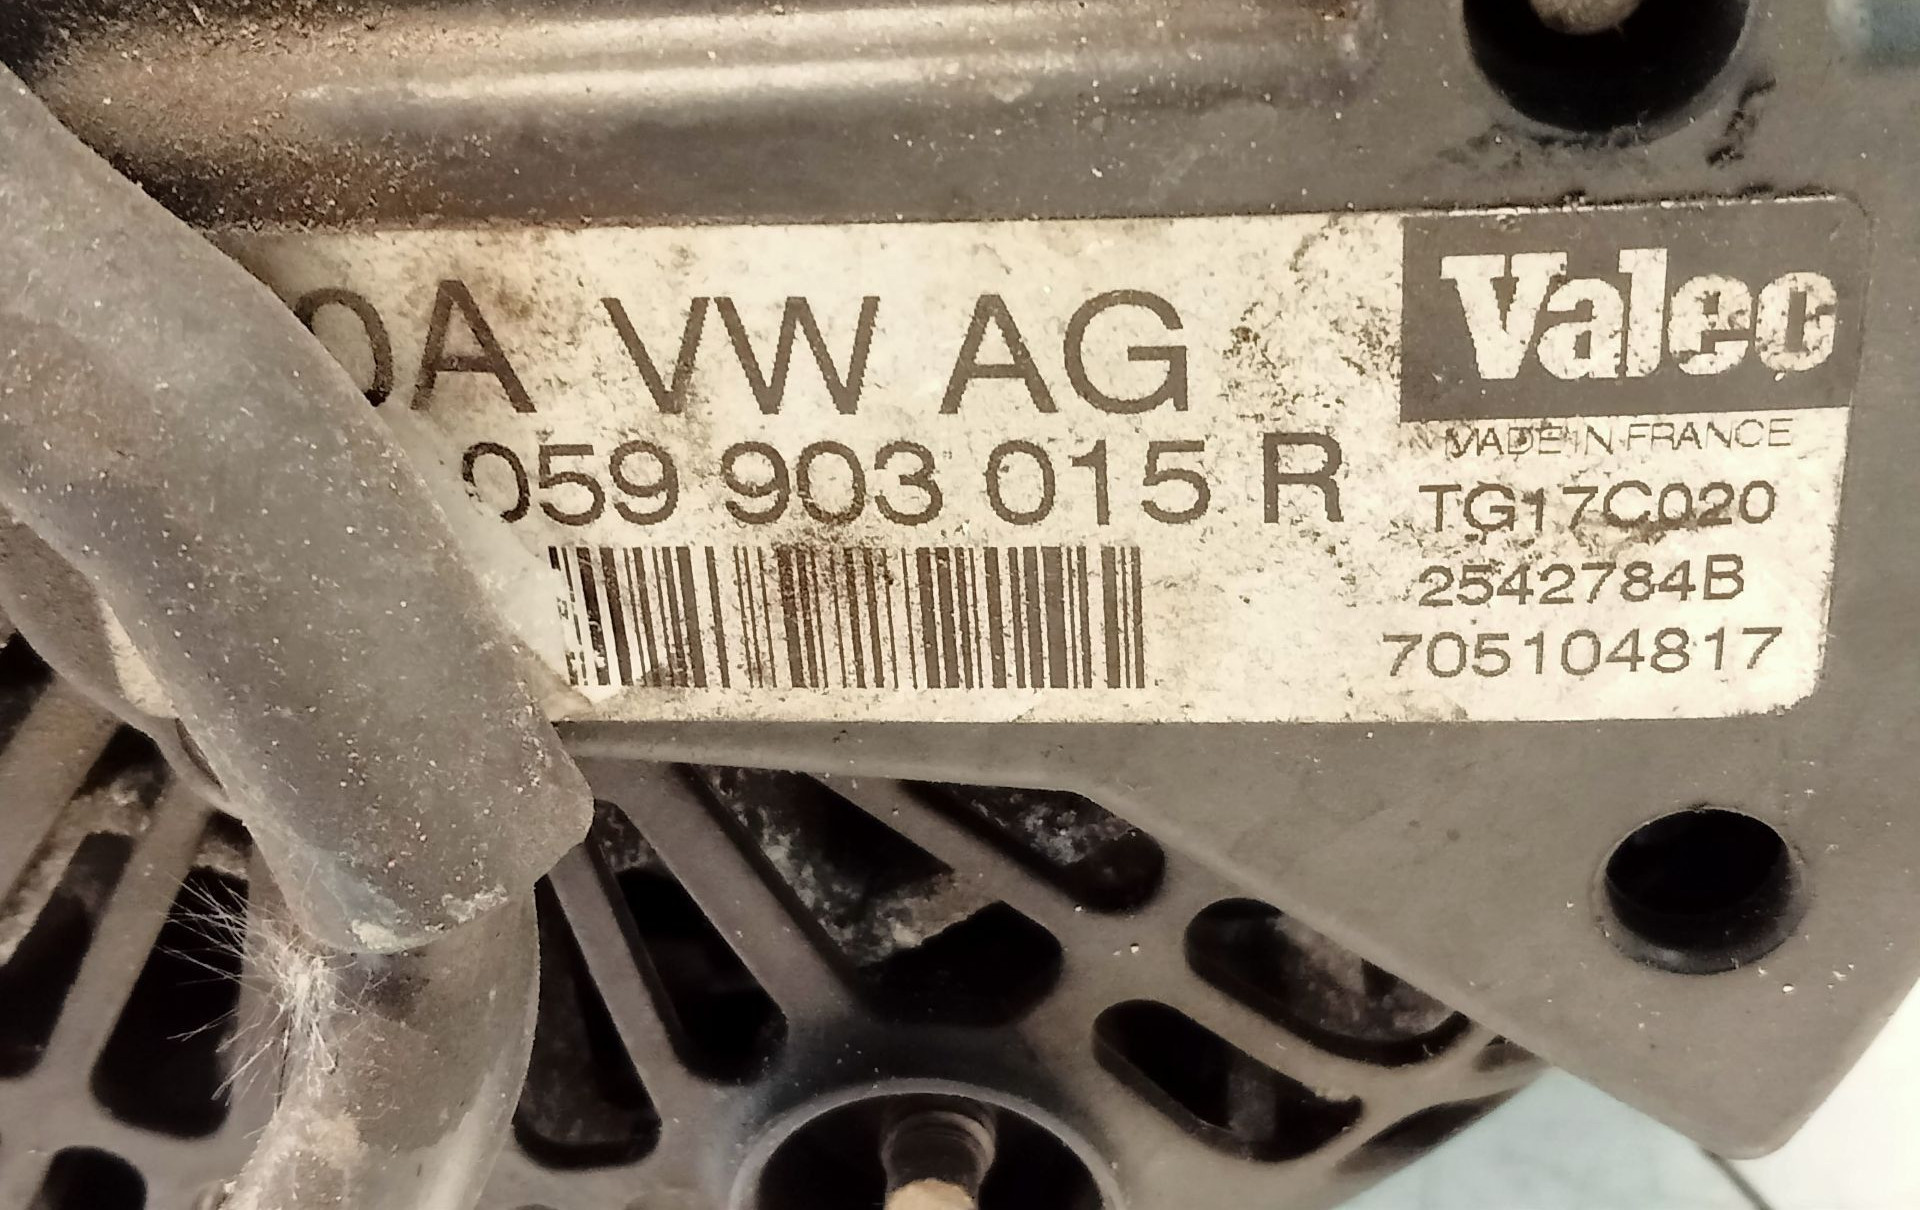 0A VW AG
059 903 015 R
Valeo
MADE IN FRANCE
TG17C020
2542784B
705104817